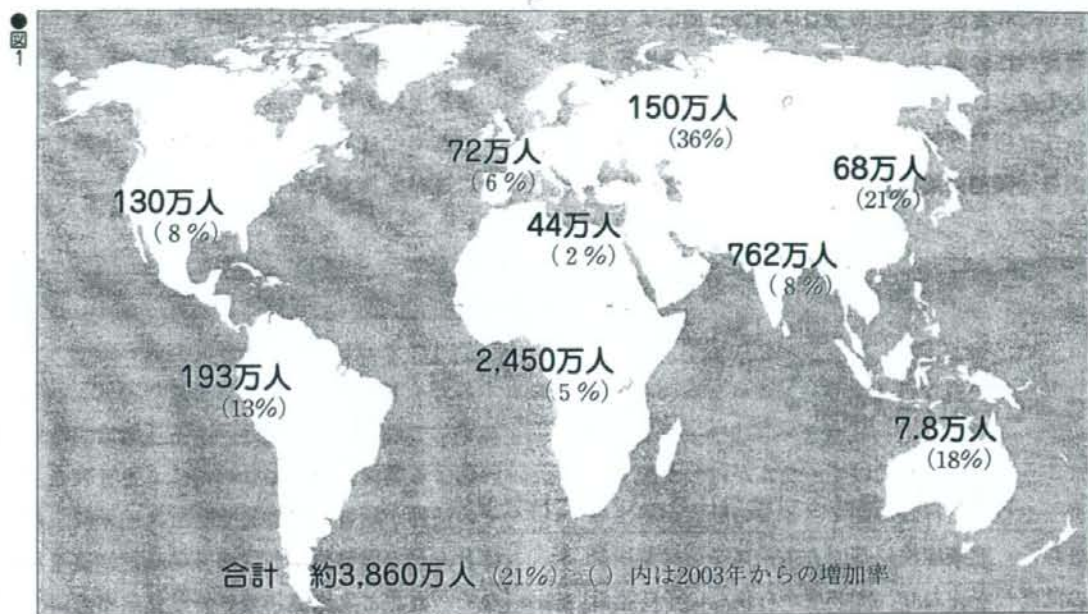 ●図1
150万人
(36%)
72万人
(6%)
68万人
(21%)
130万人
(8%)
44万人
(2%)
762万人
(8%)
193万人
(13%)
2,450万人
(5%)
7.8万人
(18%)
合計 約3,860万人 (21%) ( ) 内は2003年からの増加率